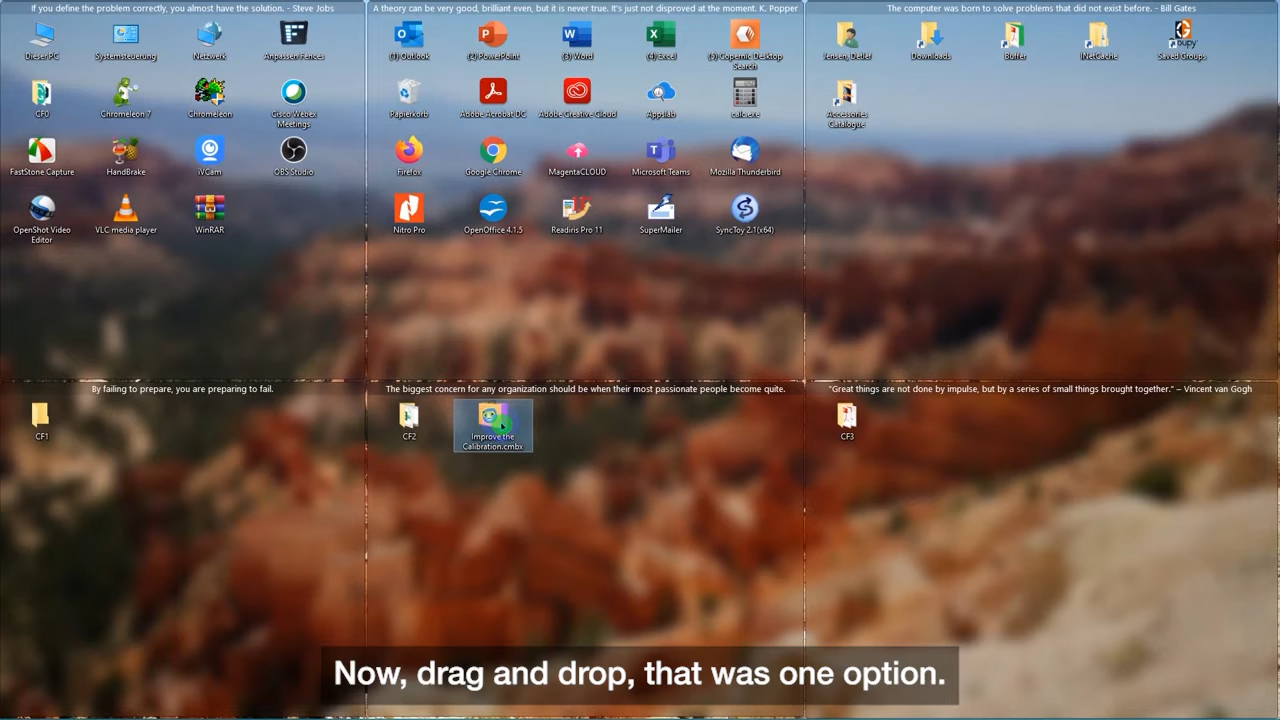 If you define the problem correctly, you almost have the solution. - Steve Jobs
Dieser PC
Systemsteuerung
Netzwerk
Anpassen Fences
CF0
Chromeleon 7
Chromeleon
Cisco Webex
Meetings
FastStone Capture
HandBrake
iVCam
OBS Studio
OpenShot Video
Editor
VLC media player
WinRAR
A theory can be very good, brilliant even, but it is never true. It's just not disproved at the moment. K. Popper
(1) Outlook
(2) PowerPoint
(3) Word
(4) Excel
(5) Copernic Desktop
Search
Papierkorb
Adobe Acrobat DC
Adobe Creative Cloud
Appslab
calc.exe
Firefox
Google Chrome
MagentaCLOUD
Microsoft Teams
Mozilla Thunderbird
Nitro Pro
OpenOffice 4.1.5
Readiris Pro 11
SuperMailer
SyncToy 2.1(x64)
The computer was born to solve problems that did not exist before. - Bill Gates
Jensen, Detlef
Downloads
Buffer
INetCache
Saved Groups
Accessories
Catalogue
By failing to prepare, you are preparing to fail.
CF1
The biggest concern for any organization should be when their most passionate people become quite.
CF2
Improve the
Calibration.cmbx
"Great things are not done by impulse, but by a series of small things brought together." – Vincent van Gogh
CF3
Now, drag and drop, that was one option.